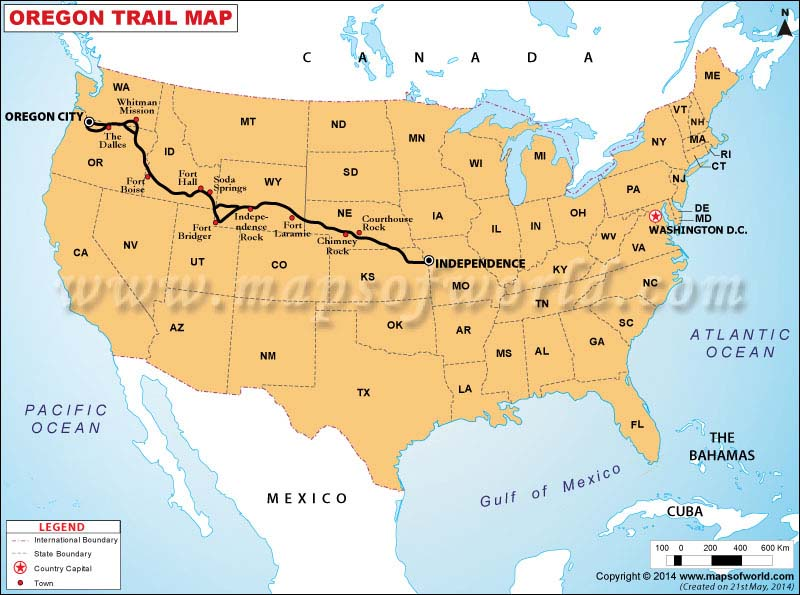 OREGON TRAIL MAP
N
CANADA
WA
Whitman
Mission
OREGON CITY
The
Dalles
OR
MT
ND
MN
ID
Fort
Hall
Soda
Springs
Fort
Boise
WY
SD
WI
MI
ME
VT
NH
NY
MA
RI
CT
PA
NJ
Fort
Bridger
Indepe-
ndence
Rock
Fort
Laramie
NE
Courthouse
Rock
Chimney
Rock
IA
IL
IN
OH
DE
MD
WASHINGTON D.C.
WV
VA
CA
NV
UT
CO
KS
INDEPENDENCE
MO
KY
NC
www.mapsofworld.com
TN
AZ
NM
OK
AR
SC
MS
AL
GA
TX
LA
FL
ATLANTIC
OCEAN
PACIFIC
OCEAN
MEXICO
Gulf of Mexico
THE
BAHAMAS
CUBA
LEGEND
International Boundary
State Boundary
Country Capital
Town
100 0 200 400 600 Km
Copyright © 2014 www.mapsofworld.com
(Created on 21st May, 2014)